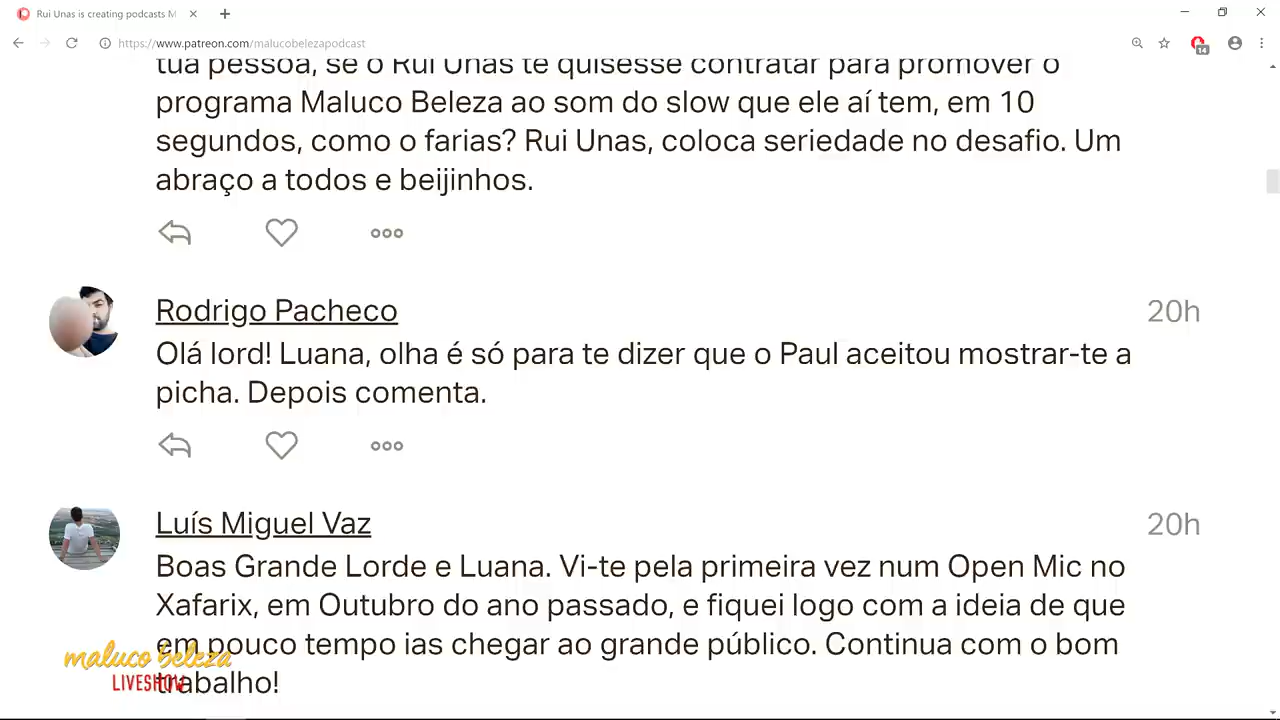 Rui Unas is creating podcasts M
https://www.patreon.com/malucobelezapodcast
14
tua pessoa, se o Rui Unas te quisesse contratar para promover o
programa Maluco Beleza ao som do slow que ele aí tem, em 10
segundos, como o farias? Rui Unas, coloca seriedade no desafio. Um
abraço a todos e beijinhos.
Rodrigo Pacheco
20h
Olá lord! Luana, olha é só para te dizer que o Paul aceitou mostrar-te a
picha. Depois comenta.
Luís Miguel Vaz
20h
Boas Grande Lorde e Luana. Vi-te pela primeira vez num Open Mic no
Xafarix, em Outubro do ano passado, e fiquei logo com a ideia de que
em pouco tempo ias chegar ao grande público. Continua com o bom
trabalho!
maluco beleza
LIVESHOW